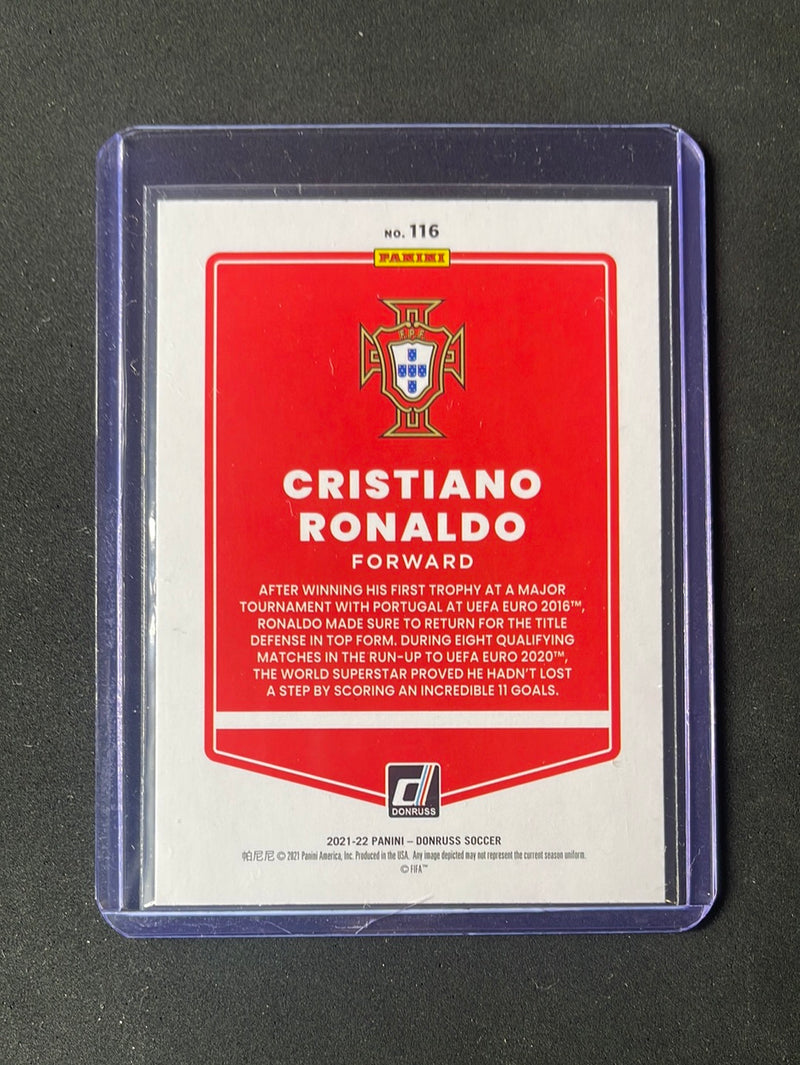 NO. 116
PANINI
F.P.F.
CRISTIANO
RONALDO
FORWARD
AFTER WINNING HIS FIRST TROPHY AT A MAJOR
TOURNAMENT WITH PORTUGAL AT UEFA EURO 2016™,
RONALDO MADE SURE TO RETURN FOR THE TITLE
DEFENSE IN TOP FORM. DURING EIGHT QUALIFYING
MATCHES IN THE RUN-UP TO UEFA EURO 2020™,
THE WORLD SUPERSTAR PROVED HE HADN'T LOST
A STEP BY SCORING AN INCREDIBLE 11 GOALS.
d
DONRUSS
2021-22 PANINI – DONRUSS SOCCER
帕尼尼 © 2021 Panini America, Inc. Produced in the USA. Any image depicted may not represent the current season uniform.
© FIFA™